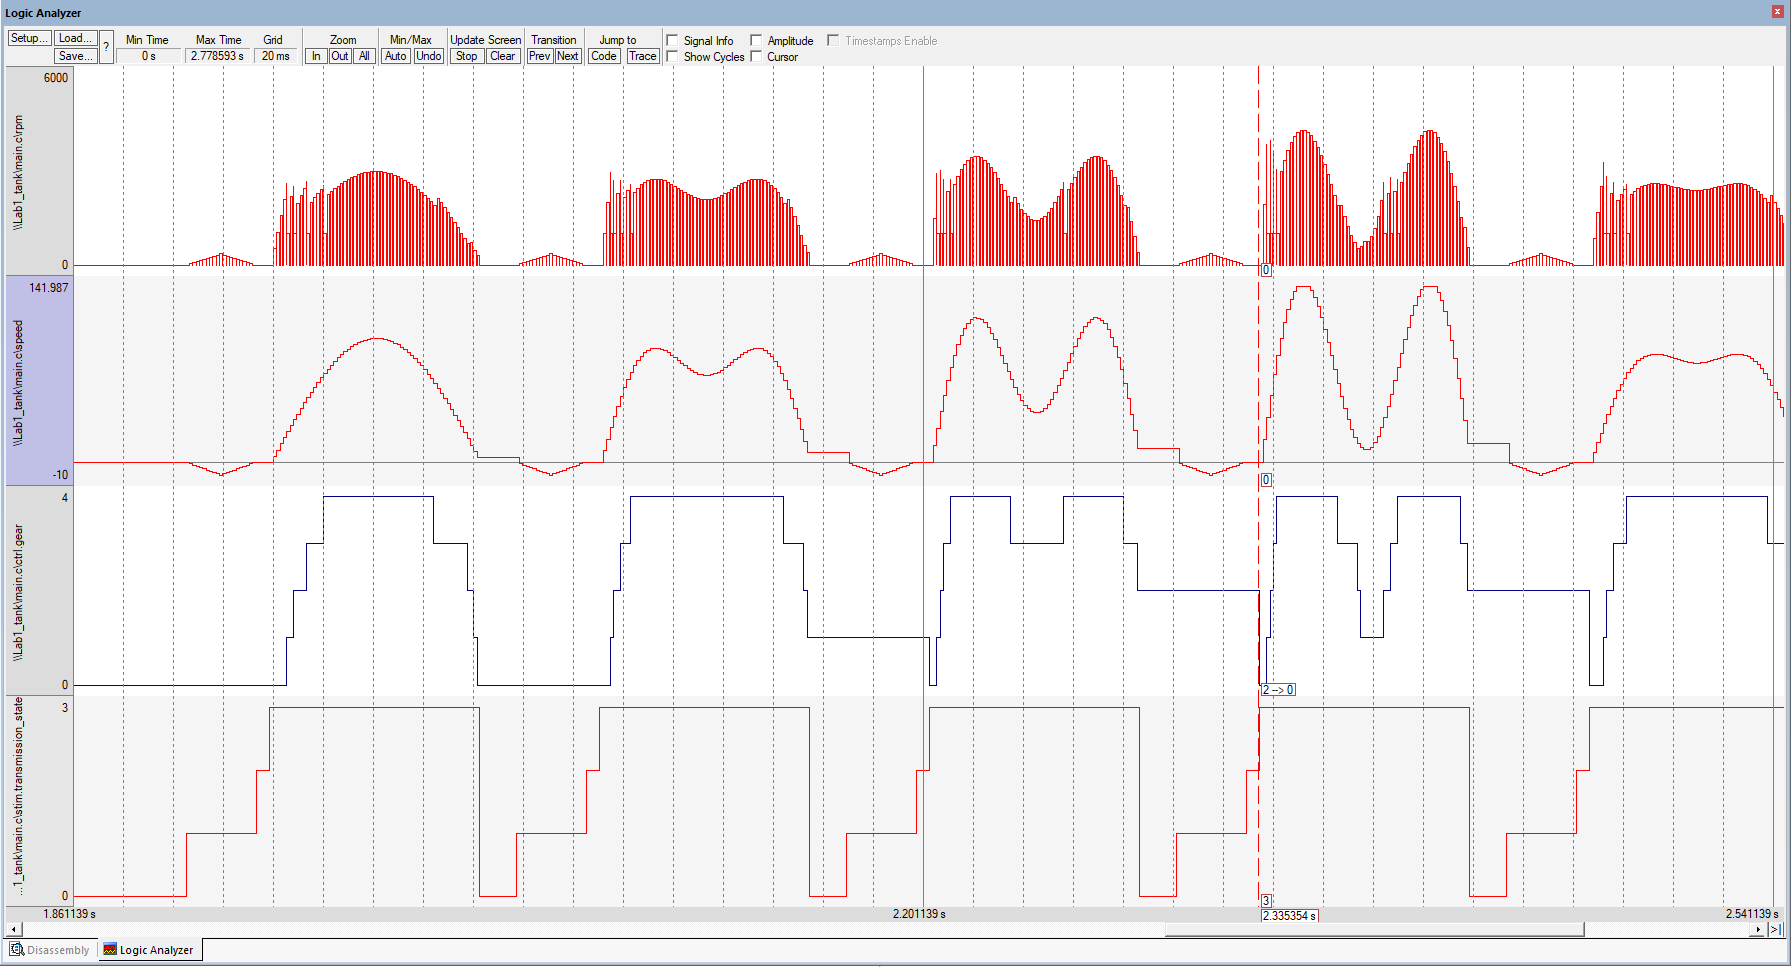 Logic Analyzer
Setup... Load... ? Min Time Max Time Grid Zoom Min/Max Update Screen Transition Jump to Signal Info Amplitude Timestamps Enable
Save... 0 s 2.778593 s 20 ms In Out All Auto Undo Stop Clear Prev Next Code Trace Show Cycles Cursor
6000
\\Lab1_tank\main.c\rpm
0
0
141.987
\\Lab1_tank\main.c\speed
-10
0
4
\\Lab1_tank\main.c\ctrl.gear
0
2 --> 0
3
...1_tank\main.c\stim.transmission_state
0
3
1.861139 s 2.201139 s 2.335354 s 2.541139 s
Disassembly Logic Analyzer